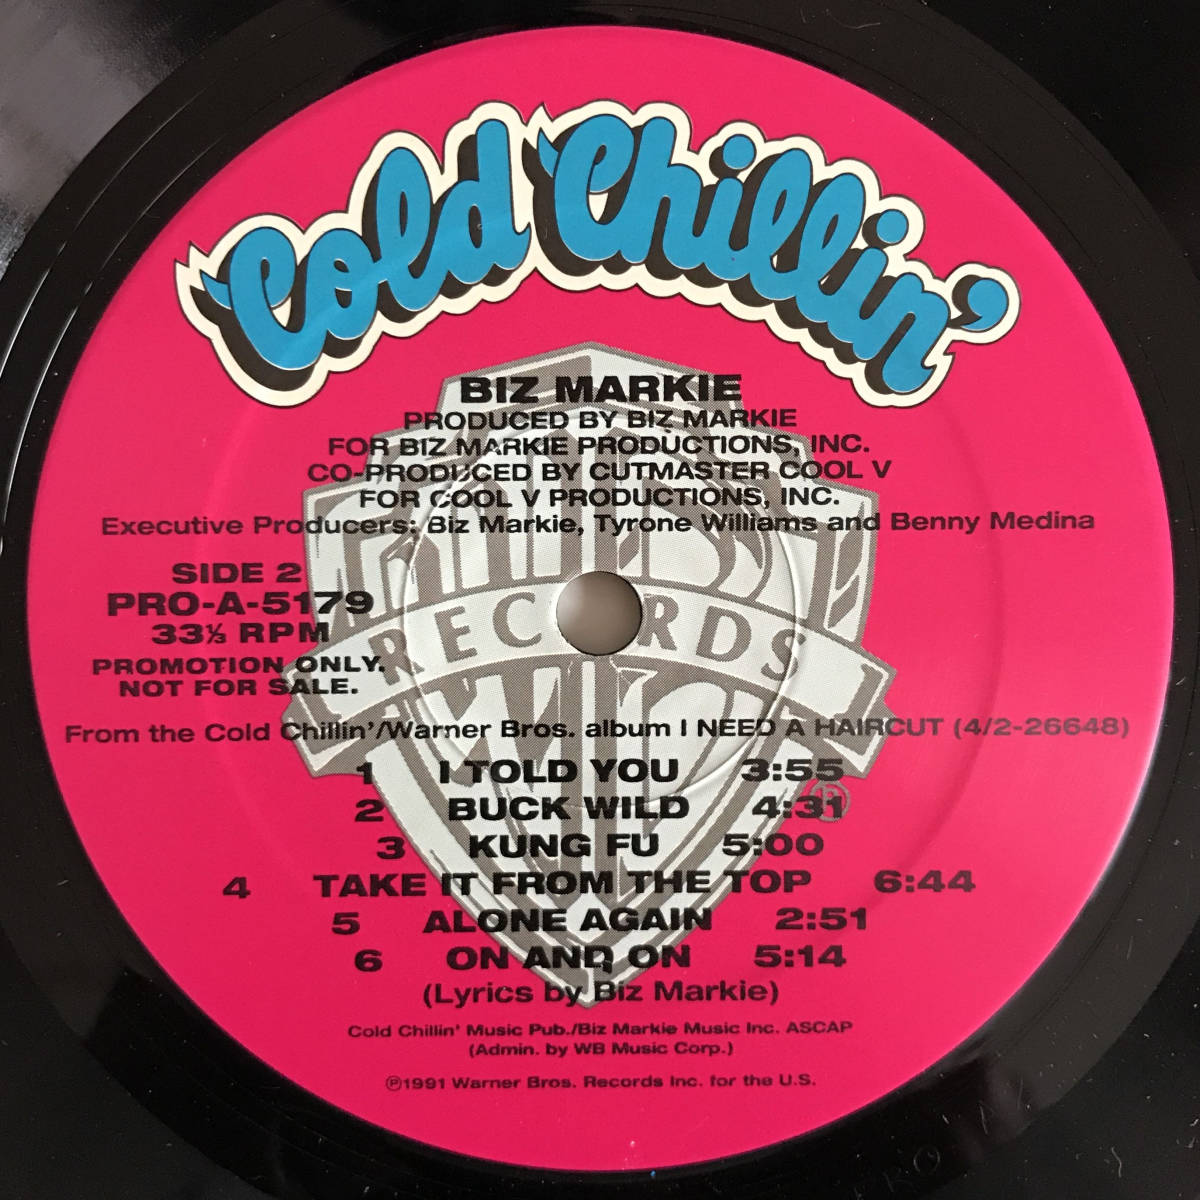 Cold Chillin'
BIZ MARKIE
PRODUCED BY BIZ MARKIE
FOR BIZ MARKIE PRODUCTIONS, INC.
CO-PRODUCED BY CUTMASTER COOL V
FOR COOL V PRODUCTIONS, INC.
Executive Producers: Biz Markie, Tyrone Williams and Benny Medina
SIDE 2
PRO-A-5179
33⅓ RPM
PROMOTION ONLY.
NOT FOR SALE.
RECORDS
From the Cold Chillin'/Warner Bros. album I NEED A HAIRCUT (4/2-26648)
1 I TOLD YOU 3:55
2 BUCK WILD 4:31
3 KUNG FU 5:00
4 TAKE IT FROM THE TOP 6:44
5 ALONE AGAIN 2:51
6 ON AND ON 5:14
®
(Lyrics by Biz Markie)
Cold Chillin' Music Pub./Biz Markie Music Inc. ASCAP
(Admin. by WB Music Corp.)
℗1991 Warner Bros. Records Inc. for the U.S.